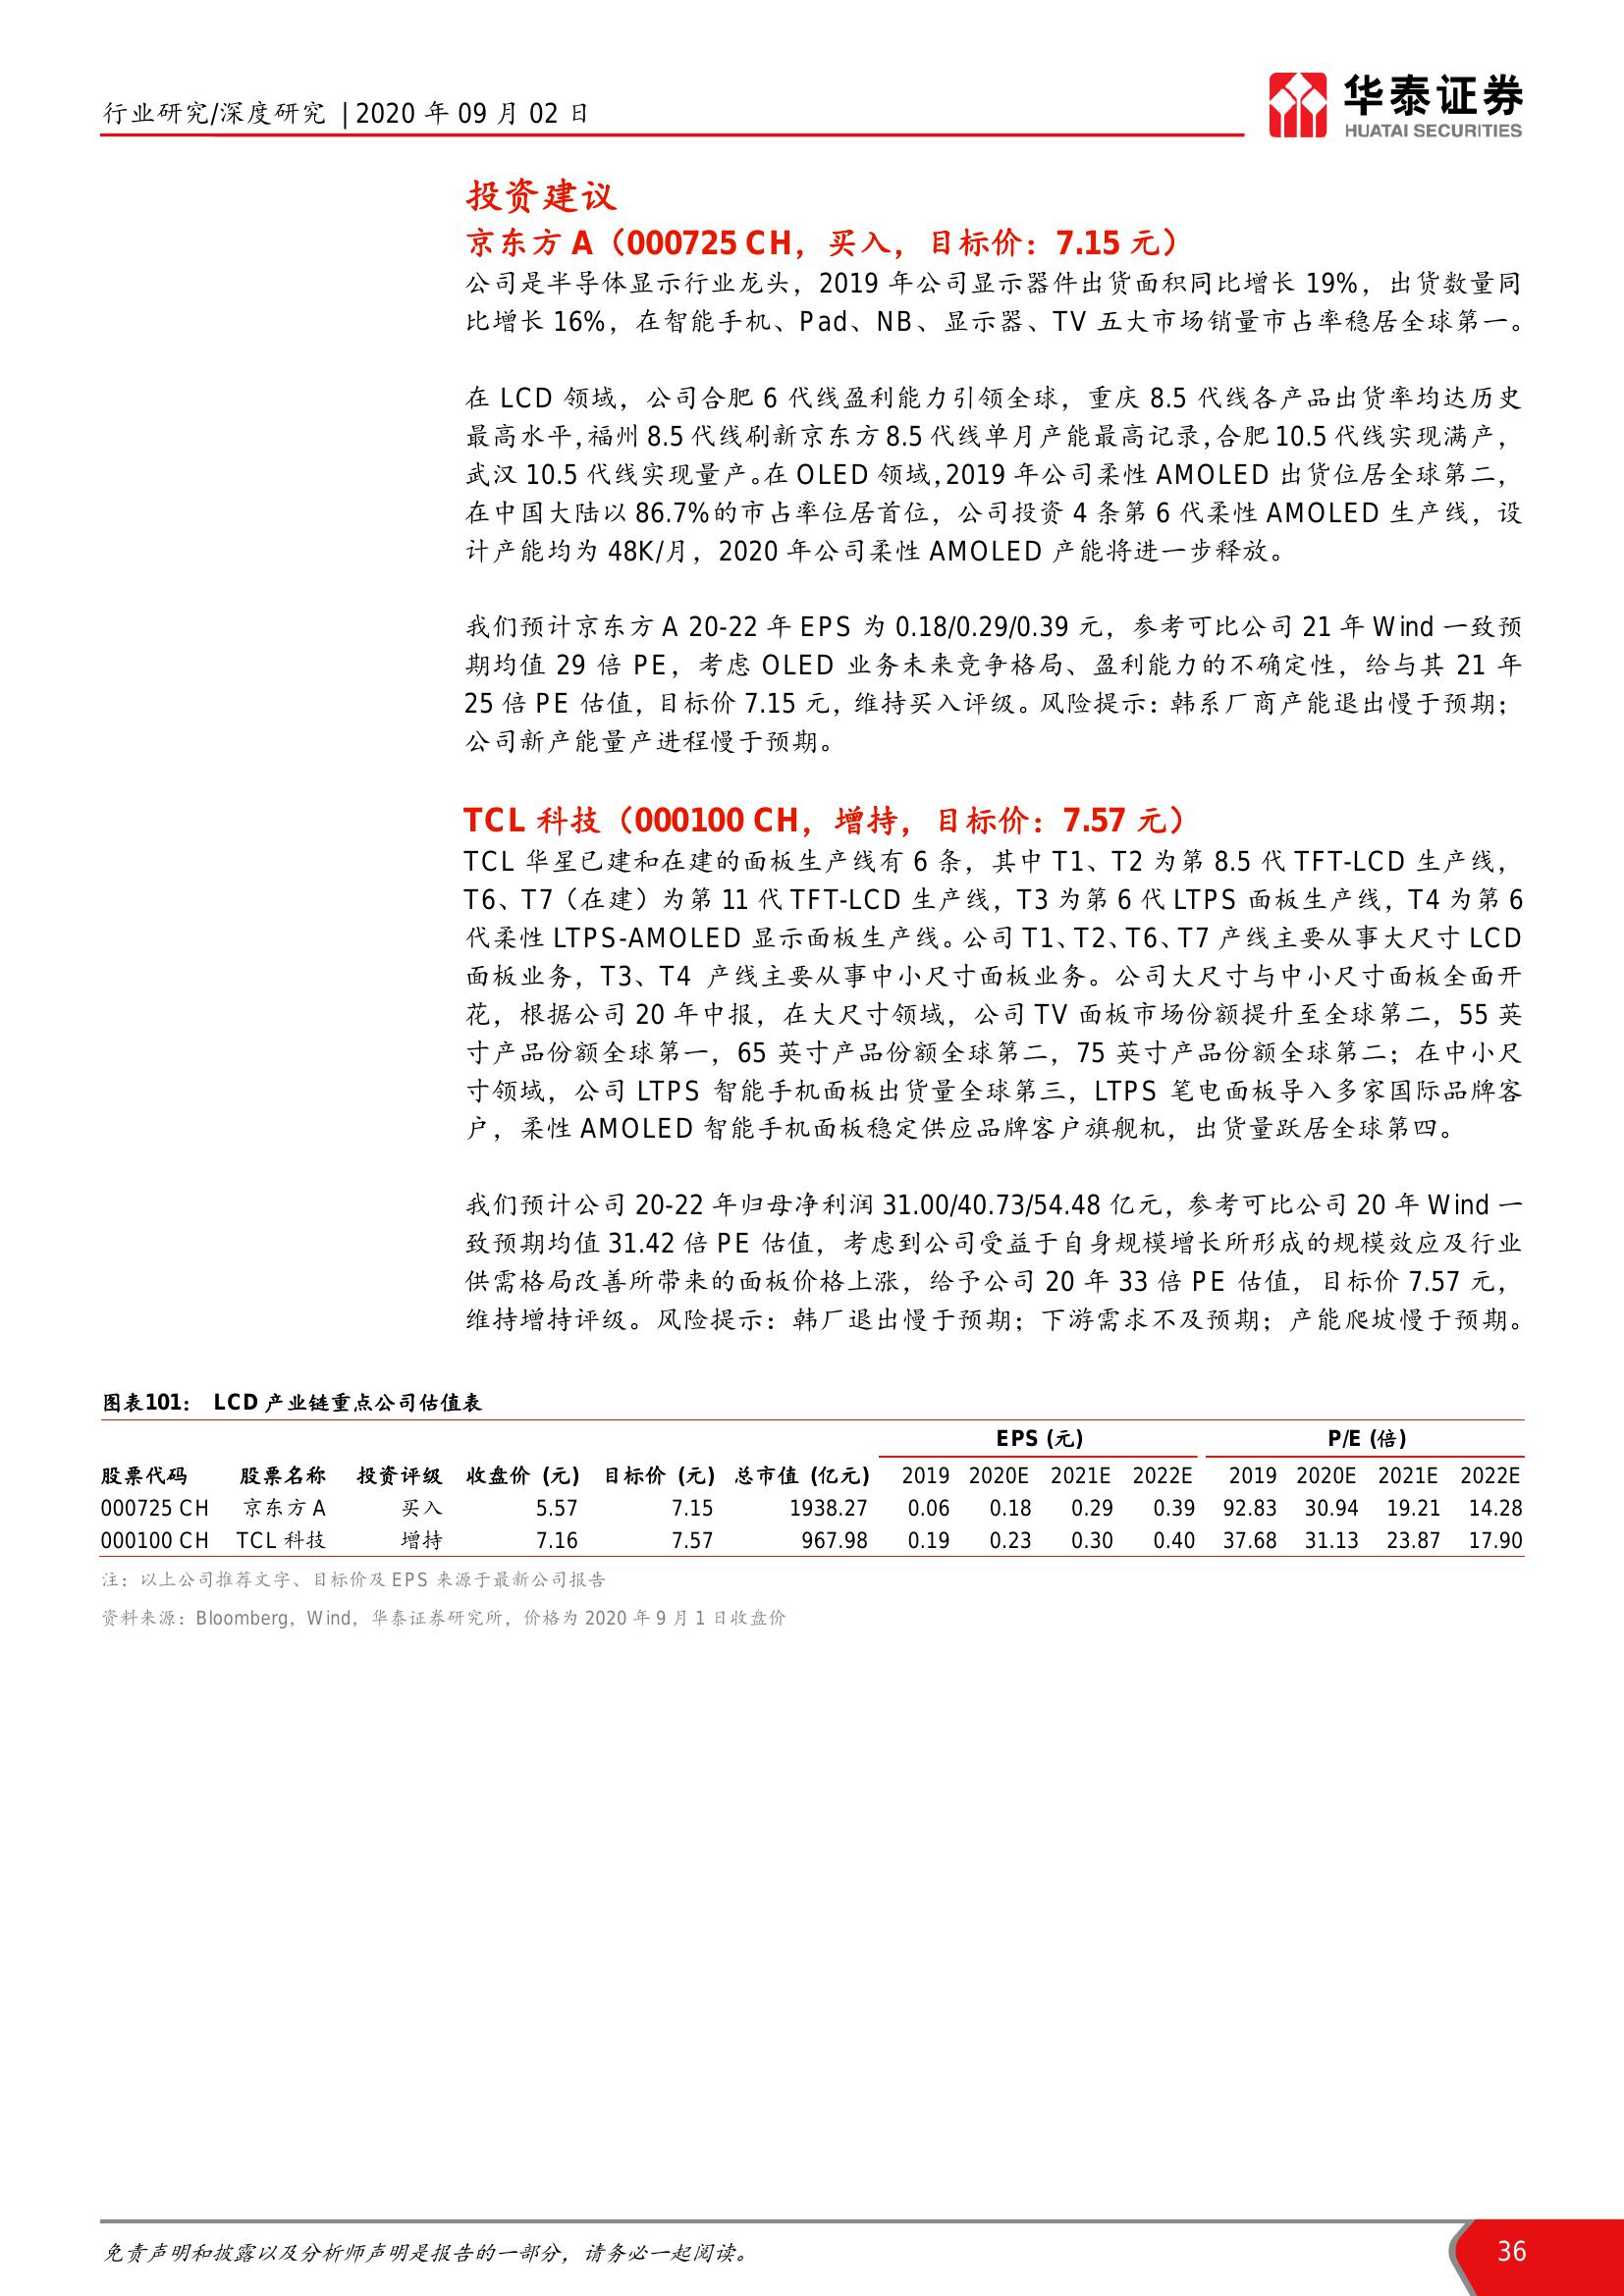 行业研究/深度研究 | 2020 年 09 月 02 日
华泰证券
HUATAI SECURITIES
投资建议
京东方 A（000725 CH，买入，目标价：7.15 元）
公司是半导体显示行业龙头，2019 年公司显示器件出货面积同比增长 19%，出货数量同
比增长 16%，在智能手机、Pad、NB、显示器、TV 五大市场销量市占率稳居全球第一。
在 LCD 领域，公司合肥 6 代线盈利能力引领全球，重庆 8.5 代线各产品出货率均达历史
最高水平，福州 8.5 代线刷新京东方 8.5 代线单月产能最高记录，合肥 10.5 代线实现满产，
武汉 10.5 代线实现量产。在 OLED 领域，2019 年公司柔性 AMOLED 出货位居全球第二，
在中国大陆以 86.7%的市占率位居首位，公司投资 4 条第 6 代柔性 AMOLED 生产线，设
计产能均为 48K/月，2020 年公司柔性 AMOLED 产能将进一步释放。
我们预计京东方 A 20-22 年 EPS 为 0.18/0.29/0.39 元，参考可比公司 21 年 Wind 一致预
期均值 29 倍 PE，考虑 OLED 业务未来竞争格局、盈利能力的不确定性，给与其 21 年
25 倍 PE 估值，目标价 7.15 元，维持买入评级。风险提示：韩系厂商产能退出慢于预期；
公司新产能量产进程慢于预期。
TCL 科技（000100 CH，增持，目标价：7.57 元）
TCL 华星已建和在建的面板生产线有 6 条，其中 T1、T2 为第 8.5 代 TFT-LCD 生产线，
T6、T7（在建）为第 11 代 TFT-LCD 生产线，T3 为第 6 代 LTPS 面板生产线，T4 为第 6
代柔性 LTPS-AMOLED 显示面板生产线。公司 T1、T2、T6、T7 产线主要从事大尺寸 LCD
面板业务，T3、T4 产线主要从事中小尺寸面板业务。公司大尺寸与中小尺寸面板全面开
花，根据公司 20 年中报，在大尺寸领域，公司 TV 面板市场份额提升至全球第二，55 英
寸产品份额全球第一，65 英寸产品份额全球第二，75 英寸产品份额全球第二；在中小尺
寸领域，公司 LTPS 智能手机面板出货量全球第三，LTPS 笔电面板导入多家国际品牌客
户，柔性 AMOLED 智能手机面板稳定供应品牌客户旗舰机，出货量跃居全球第四。
我们预计公司 20-22 年归母净利润 31.00/40.73/54.48 亿元，参考可比公司 20 年 Wind 一
致预期均值 31.42 倍 PE 估值，考虑到公司受益于自身规模增长所形成的规模效应及行业
供需格局改善所带来的面板价格上涨，给予公司 20 年 33 倍 PE 估值，目标价 7.57 元，
维持增持评级。风险提示：韩厂退出慢于预期；下游需求不及预期；产能爬坡慢于预期。
图表101： LCD 产业链重点公司估值表
EPS (元) P/E (倍)
股票代码 股票名称 投资评级 收盘价 (元) 目标价 (元) 总市值 (亿元) 2019 2020E 2021E 2022E 2019 2020E 2021E 2022E
000725 CH 京东方 A 买入 5.57 7.15 1938.27 0.06 0.18 0.29 0.39 92.83 30.94 19.21 14.28
000100 CH TCL 科技 增持 7.16 7.57 967.98 0.19 0.23 0.30 0.40 37.68 31.13 23.87 17.90
注：以上公司推荐文字、目标价及 EPS 来源于最新公司报告
资料来源：Bloomberg，Wind，华泰证券研究所，价格为 2020 年 9 月 1 日收盘价
免责声明和披露以及分析师声明是报告的一部分，请务必一起阅读。
36